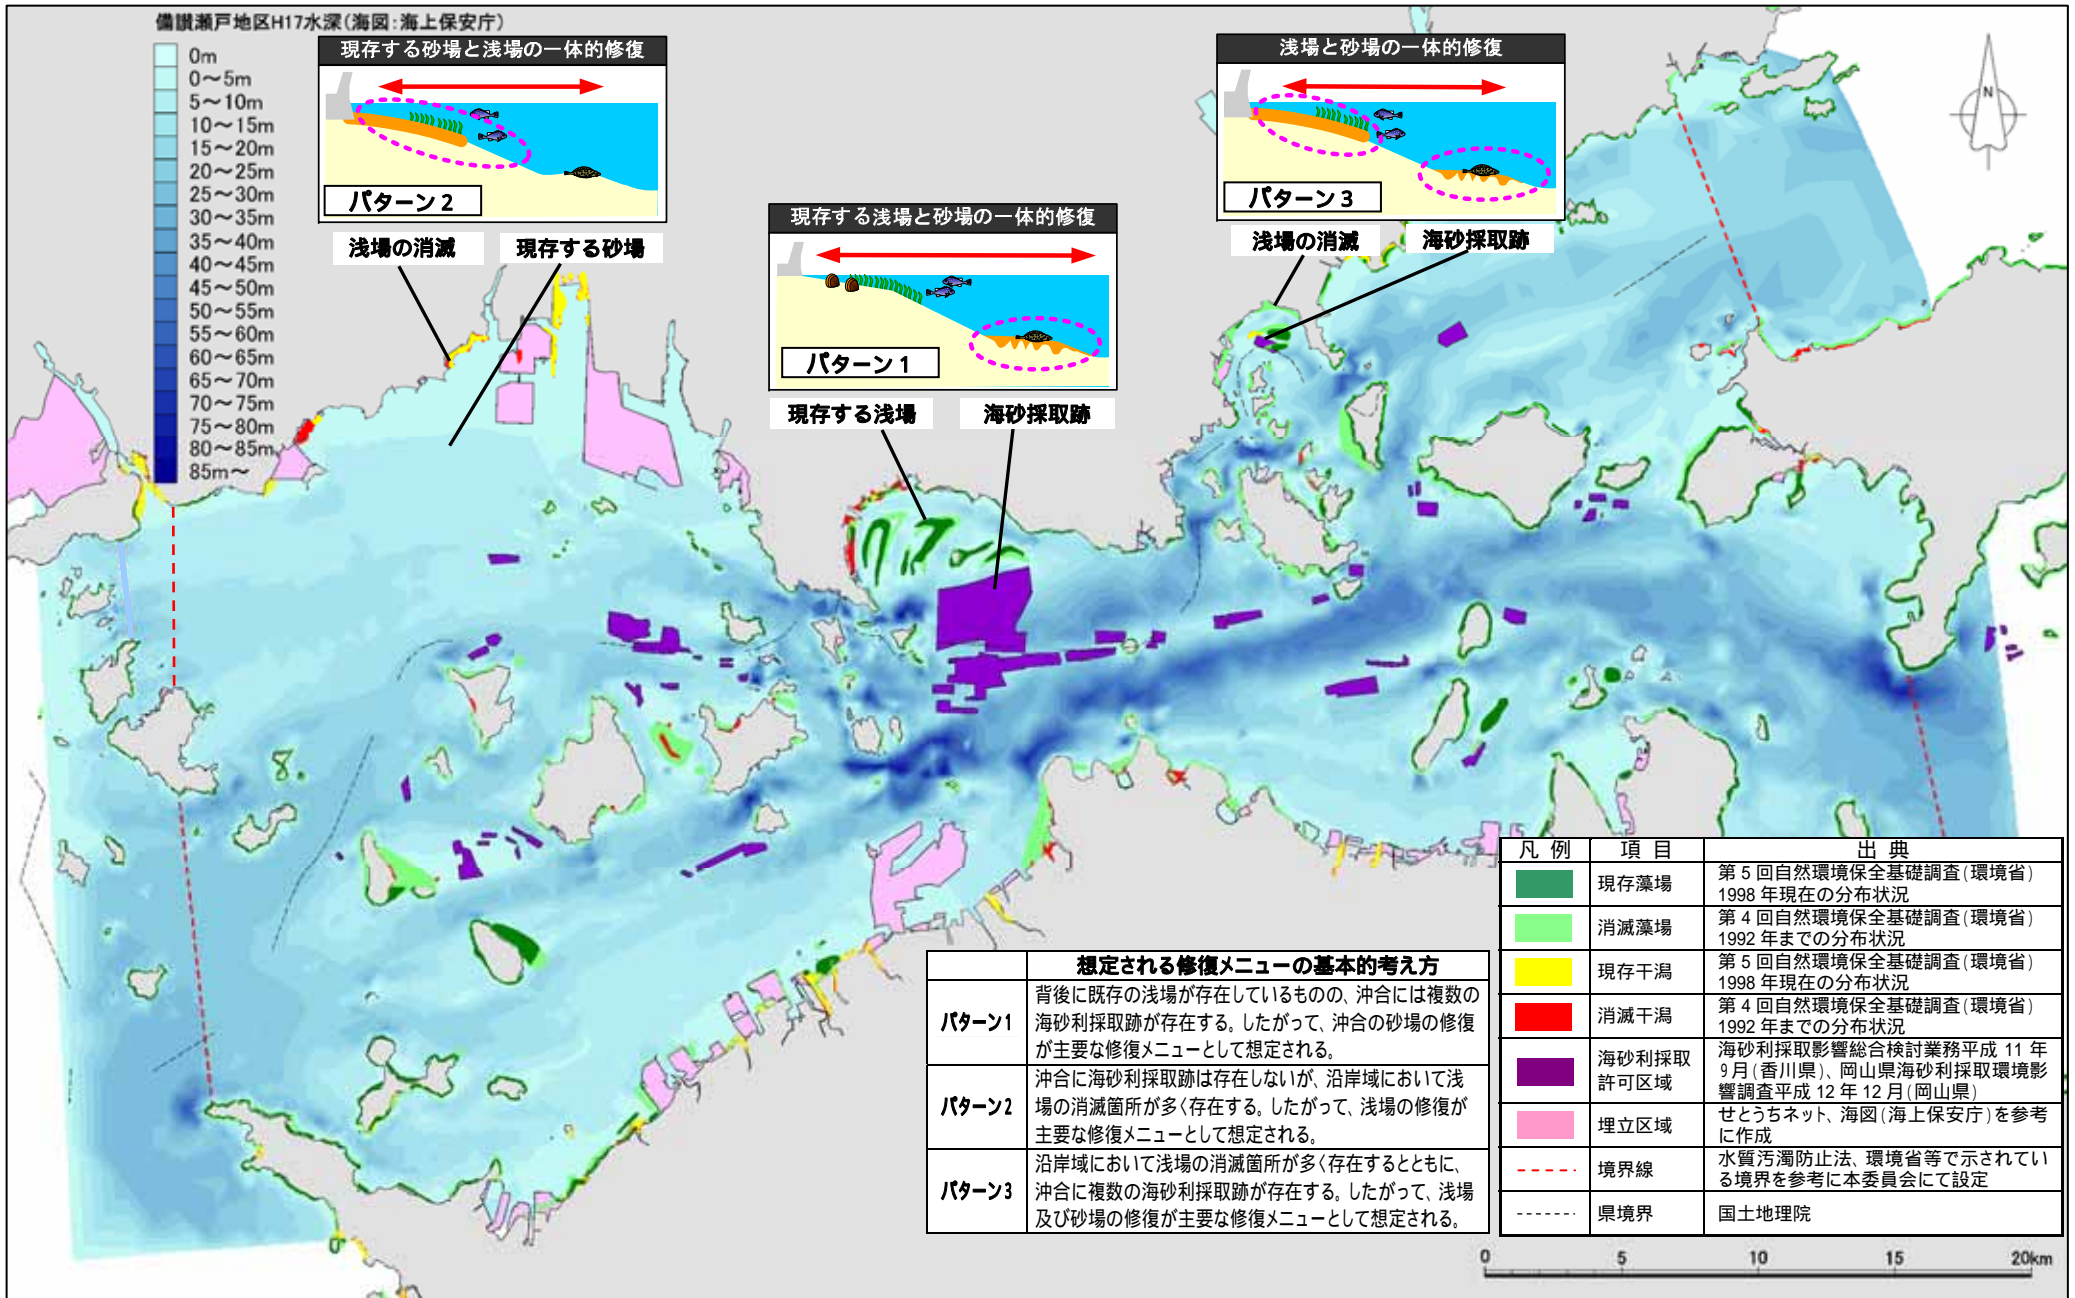 備讃瀬戸地区H17水深(海図:海上保安庁)
0m
0～5m
5～10m
10～15m
15～20m
20～25m
25～30m
30～35m
35～40m
40～45m
45～50m
50～55m
55～60m
60～65m
65～70m
70～75m
75～80m
80～85m
85m～
現存する砂場と浅場の一体的修復
パターン２
浅場の消滅
現存する砂場
現存する浅場と砂場の一体的修復
パターン１
現存する浅場
海砂採取跡
浅場と砂場の一体的修復
パターン３
浅場の消滅
海砂採取跡
N
想定される修復メニューの基本的考え方
パターン1
背後に既存の浅場が存在しているものの、沖合には複数の
海砂利採取跡が存在する。したがって、沖合の砂場の修復
が主要な修復メニューとして想定される。
パターン2
沖合に海砂利採取跡は存在しないが、沿岸域において浅
場の消滅箇所が多く存在する。したがって、浅場の修復が
主要な修復メニューとして想定される。
パターン3
沿岸域において浅場の消滅箇所が多く存在するとともに、
沖合に複数の海砂利採取跡が存在する。したがって、浅場
及び砂場の修復が主要な修復メニューとして想定される。
凡 例 項 目 出 典
現存藻場
第５回自然環境保全基礎調査(環境省)
1998 年現在の分布状況
消滅藻場
第４回自然環境保全基礎調査(環境省)
1992 年までの分布状況
現存干潟
第５回自然環境保全基礎調査(環境省)
1998 年現在の分布状況
消滅干潟
第４回自然環境保全基礎調査(環境省)
1992 年までの分布状況
海砂利採取
許可区域
海砂利採取影響総合検討業務平成 11 年
9月(香川県)、岡山県海砂利採取環境影
響調査平成 12 年 12 月(岡山県)
埋立区域
せとうちネット、海図(海上保安庁)を参考
に作成
境界線
水質汚濁防止法、環境省等で示されてい
る境界を参考に本委員会にて設定
県境界
国土地理院
0 5 10 15 20km